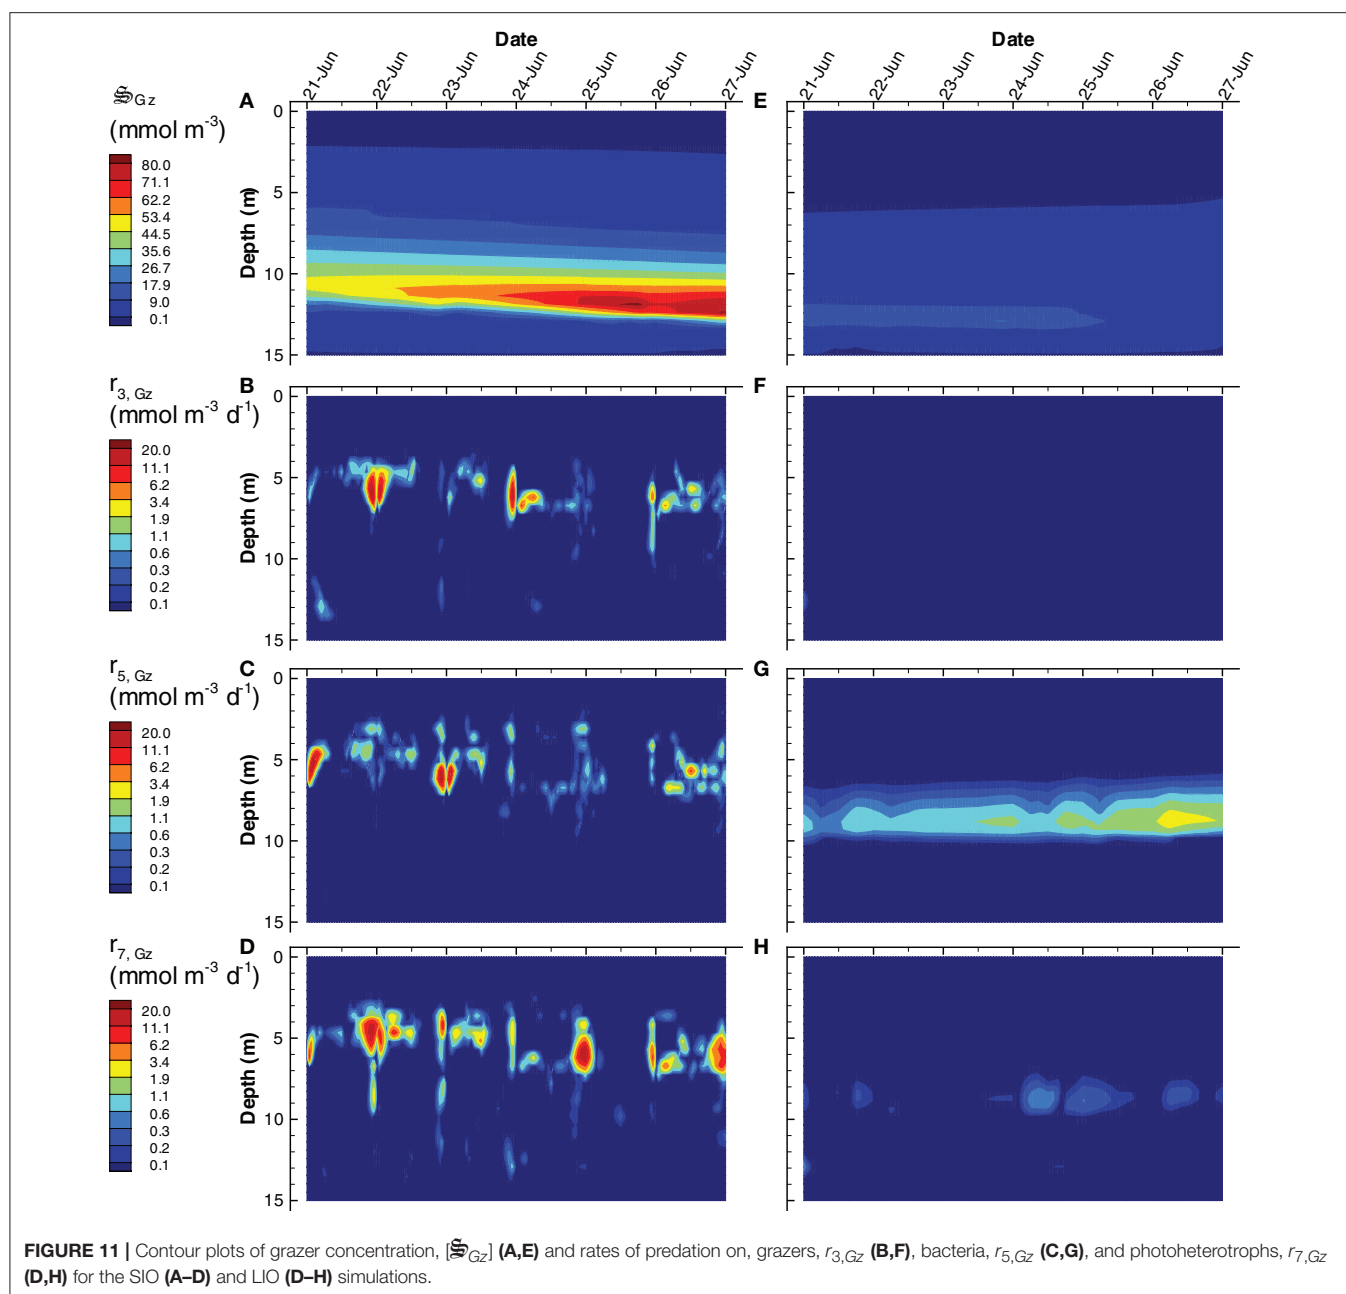 Date
Date
21-Jun 22-Jun 23-Jun 24-Jun 25-Jun 26-Jun 27-Jun
21-Jun 22-Jun 23-Jun 24-Jun 25-Jun 26-Jun 27-Jun
𝕊Gz
(mmol m-3)
80.0
71.1
62.2
53.4
44.5
35.6
26.7
17.9
9.0
0.1
A
Depth (m)
0
5
10
15
E
r3, Gz
(mmol m-3 d-1)
20.0
11.1
6.2
3.4
1.9
1.1
0.6
0.3
0.2
0.1
B
Depth (m)
0
5
10
15
F
r5, Gz
(mmol m-3 d-1)
20.0
11.1
6.2
3.4
1.9
1.1
0.6
0.3
0.2
0.1
C
Depth (m)
0
5
10
15
G
r7, Gz
(mmol m-3 d-1)
20.0
11.1
6.2
3.4
1.9
1.1
0.6
0.3
0.2
0.1
D
Depth (m)
0
5
10
15
H
FIGURE 11 | Contour plots of grazer concentration, [𝕊Gz] (A,E) and rates of predation on, grazers, r3,Gz (B,F), bacteria, r5,Gz (C,G), and photoheterotrophs, r7,Gz
(D,H) for the SIO (A–D) and LIO (D–H) simulations.